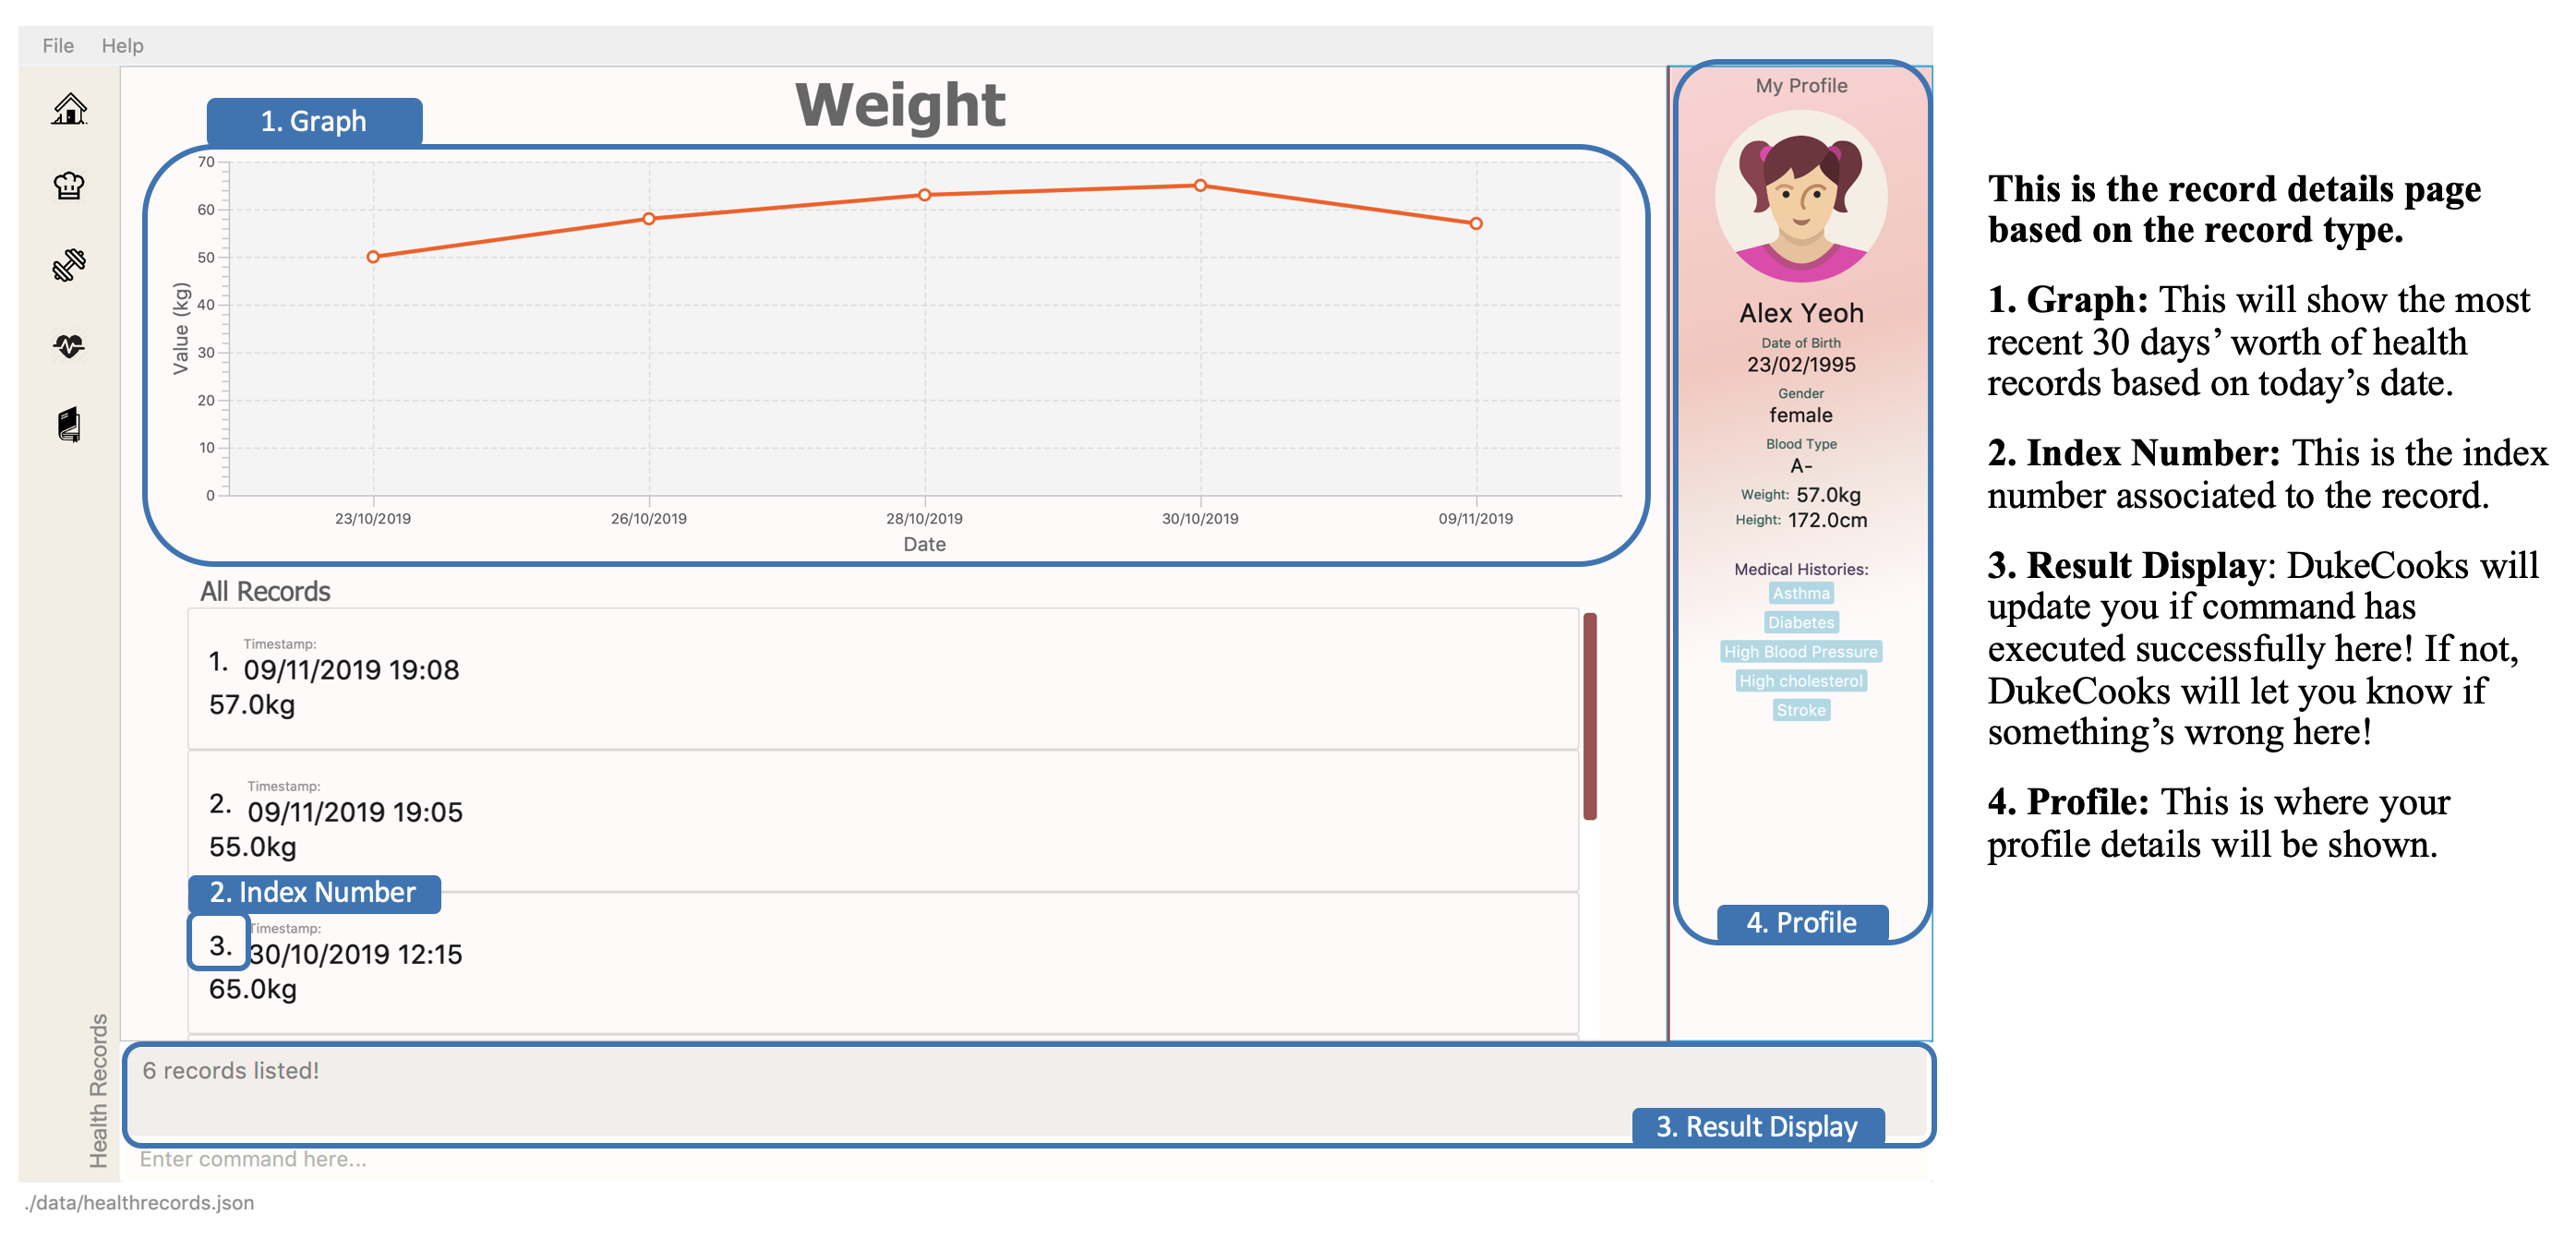 File Help
Weight
1. Graph
70
60
50
40
30
20
10
0
Value (kg)
23/10/2019 26/10/2019 28/10/2019 30/10/2019 09/11/2019
Date
All Records
Timestamp:
1. 09/11/2019 19:08
57.0kg
Timestamp:
2. 09/11/2019 19:05
55.0kg
2. Index Number
Timestamp:
3. 30/10/2019 12:15
65.0kg
Health Records
6 records listed!
3. Result Display
Enter command here...
./data/healthrecords.json
My Profile
Alex Yeoh
Date of Birth
23/02/1995
Gender
female
Blood Type
A-
Weight: 57.0kg
Height: 172.0cm
Medical Histories:
Asthma
Diabetes
High Blood Pressure
High cholesterol
Stroke
4. Profile
This is the record details page
based on the record type.
1. Graph: This will show the most
recent 30 days’ worth of health
records based on today’s date.
2. Index Number: This is the index
number associated to the record.
3. Result Display: DukeCooks will
update you if command has
executed successfully here! If not,
DukeCooks will let you know if
something’s wrong here!
4. Profile: This is where your
profile details will be shown.